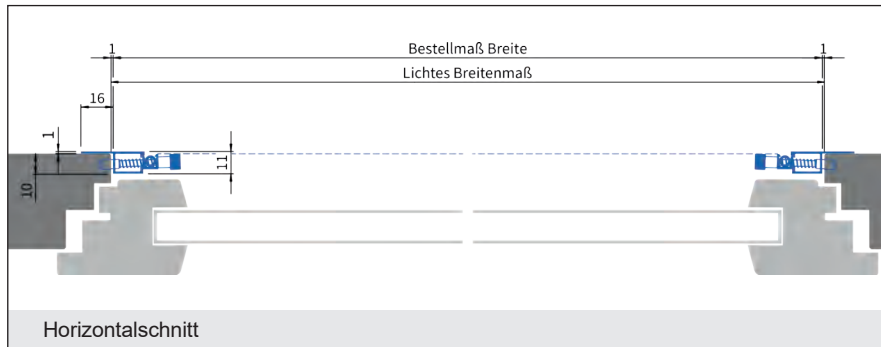 1 Bestellmaß Breite 1
Lichtes Breitenmaß
16
1
11
10
Horizontalschnitt